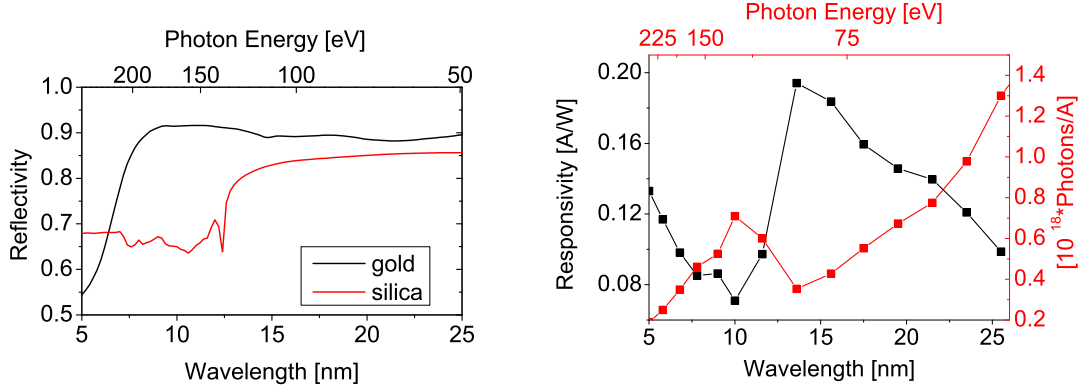 Photon Energy [eV]
200 150 100 50
1.0
0.9
0.8
0.7
0.6
0.5
Reflectivity
gold
silica
5 10 15 20 25
Wavelength [nm]
Photon Energy [eV]
225 150 75
0.20
0.16
0.12
0.08
Responsivity [A/W]
1.4
1.2
1.0
0.8
0.6
0.4
0.2
[10 18*Photons/A]
5 10 15 20 25
Wavelength [nm]